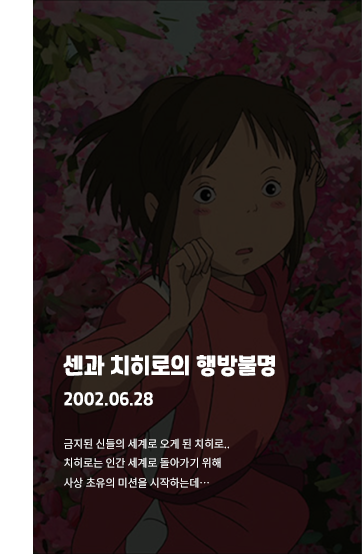 센과 치히로의 행방불명
2002.06.28
금지된 신들의 세계로 오게 된 치히로..
치히로는 인간 세계로 돌아가기 위해
사상 초유의 미션을 시작하는데…